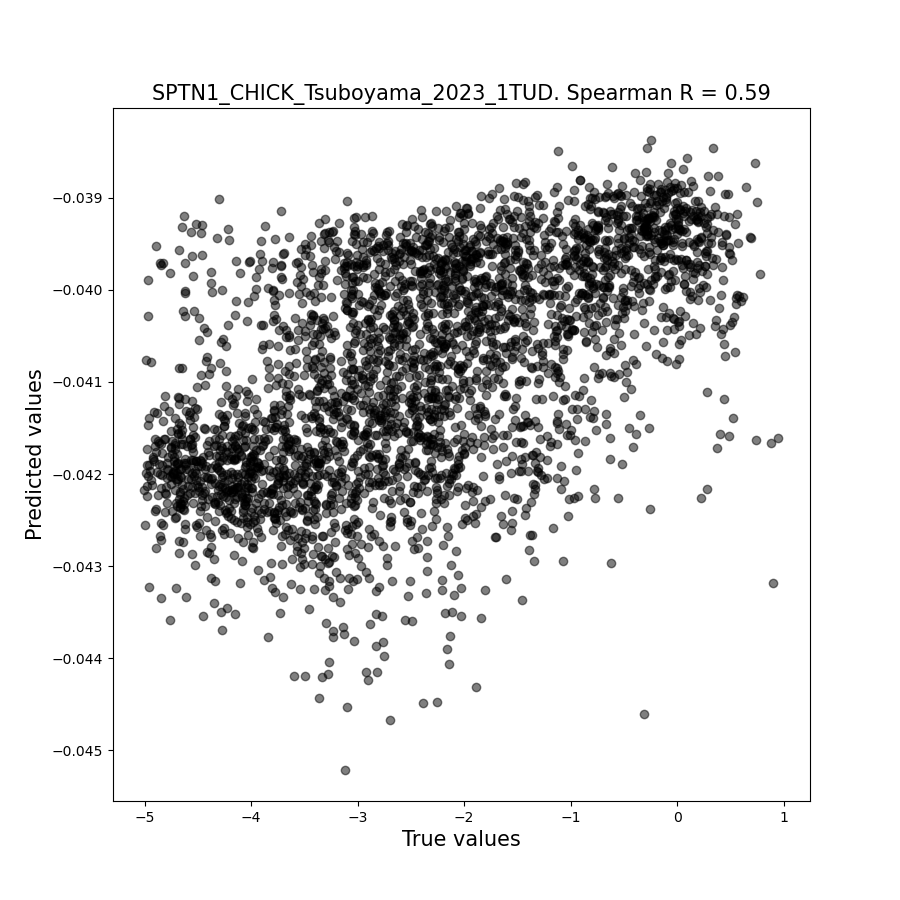 SPTN1_CHICK_Tsuboyama_2023_1TUD. Spearman R = 0.59
Predicted values
−0.039
−0.040
−0.041
−0.042
−0.043
−0.044
−0.045
−5 −4 −3 −2 −1 0 1
True values